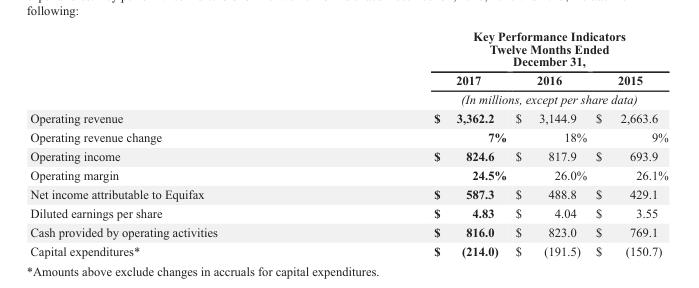 following:
Key Performance Indicators
Twelve Months Ended
December 31,
2017 2016 2015
(In millions, except per share data)
Operating revenue $ 3,362.2 $ 3,144.9 $ 2,663.6
Operating revenue change 7% 18% 9%
Operating income $ 824.6 $ 817.9 $ 693.9
Operating margin 24.5% 26.0% 26.1%
Net income attributable to Equifax $ 587.3 $ 488.8 $ 429.1
Diluted earnings per share $ 4.83 $ 4.04 $ 3.55
Cash provided by operating activities $ 816.0 $ 823.0 $ 769.1
Capital expenditures* $ (214.0) $ (191.5) $ (150.7)
*Amounts above exclude changes in accruals for capital expenditures.